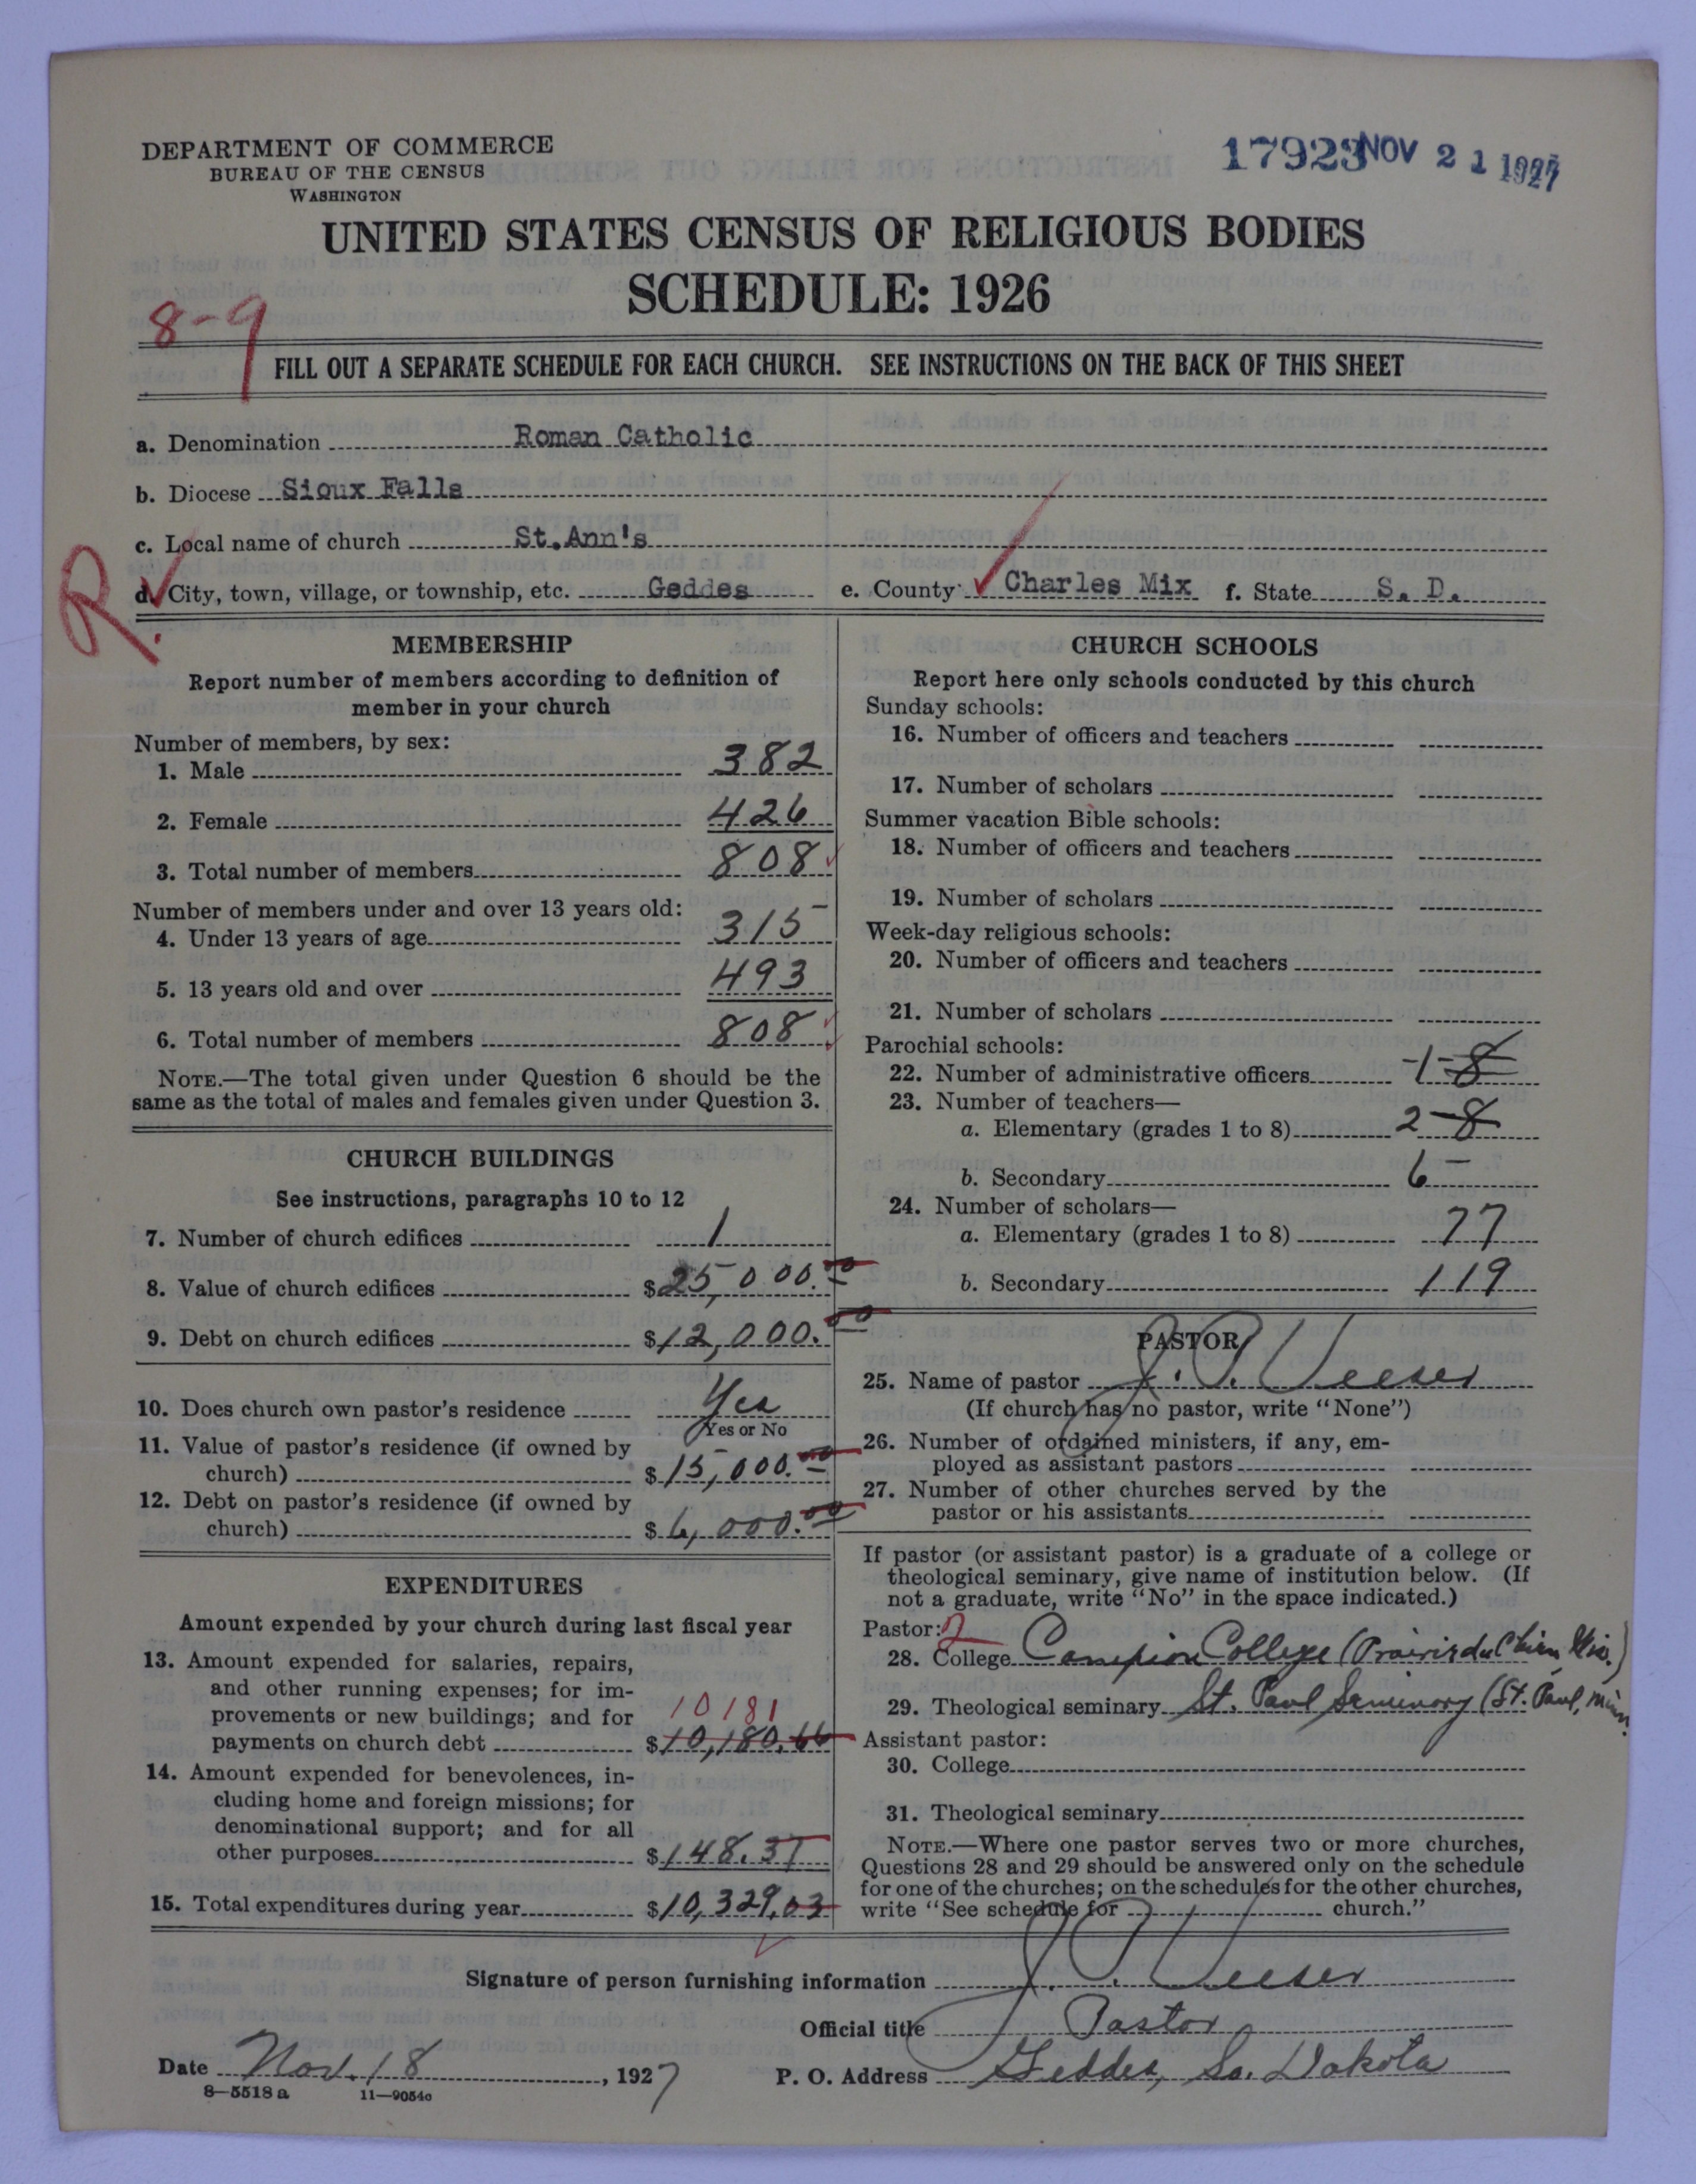 DEPARTMENT OF COMMERCE
BUREAU OF THE CENSUS
WASHINGTON
17923 NOV 21 1927
UNITED STATES CENSUS OF RELIGIOUS BODIES
SCHEDULE: 1926
8-9
FILL OUT A SEPARATE SCHEDULE FOR EACH CHURCH. SEE INSTRUCTIONS ON THE BACK OF THIS SHEET
a. Denomination Roman Catholic
b. Diocese Sioux Falls
c. Local name of church St.Ann's
R.
d. City, town, village, or township, etc. Geddes e. County Charles Mix f. State S. D.
MEMBERSHIP
Report number of members according to definition of
member in your church
Number of members, by sex:
1. Male 382
2. Female 426
3. Total number of members 808
Number of members under and over 13 years old:
4. Under 13 years of age 315
5. 13 years old and over 493
6. Total number of members 808
NOTE.—The total given under Question 6 should be the
same as the total of males and females given under Question 3.
CHURCH BUILDINGS
See instructions, paragraphs 10 to 12
7. Number of church edifices 1
8. Value of church edifices $25,000.00
9. Debt on church edifices $12,000.00
10. Does church own pastor's residence Yes
Yes or No
11. Value of pastor's residence (if owned by
church) $15,000.00
12. Debt on pastor's residence (if owned by
church) $6,000.00
EXPENDITURES
Amount expended by your church during last fiscal year
13. Amount expended for salaries, repairs,
and other running expenses; for im-
provements or new buildings; and for 10181
payments on church debt $10,180.66
14. Amount expended for benevolences, in-
cluding home and foreign missions; for
denominational support; and for all
other purposes $148.37
15. Total expenditures during year $10,329.03
CHURCH SCHOOLS
Report here only schools conducted by this church
Sunday schools:
16. Number of officers and teachers
17. Number of scholars
Summer vacation Bible schools:
18. Number of officers and teachers
19. Number of scholars
Week-day religious schools:
20. Number of officers and teachers
21. Number of scholars
Parochial schools:
22. Number of administrative officers -1-8
23. Number of teachers—
a. Elementary (grades 1 to 8) 2-8
b. Secondary 6-
24. Number of scholars—
a. Elementary (grades 1 to 8) 77
b. Secondary 119
PASTOR
25. Name of pastor
(If church has no pastor, write "None")
26. Number of ordained ministers, if any, em-
ployed as assistant pastors
27. Number of other churches served by the
pastor or his assistants
If pastor (or assistant pastor) is a graduate of a college or
theological seminary, give name of institution below. (If
not a graduate, write "No" in the space indicated.)
Pastor: 2
28. College Campion College (Prairie du Chien, Wis.)
29. Theological seminary St. Paul Seminary (St. Paul, Minn.
Assistant pastor:
30. College
31. Theological seminary
NOTE.—Where one pastor serves two or more churches,
Questions 28 and 29 should be answered only on the schedule
for one of the churches; on the schedules for the other churches,
write "See schedule for church."
Signature of person furnishing information
Official title Pastor
Date Nov. 18, 1927 P. O. Address Geddes, So. Dakota
8—5518 a 11—9054c